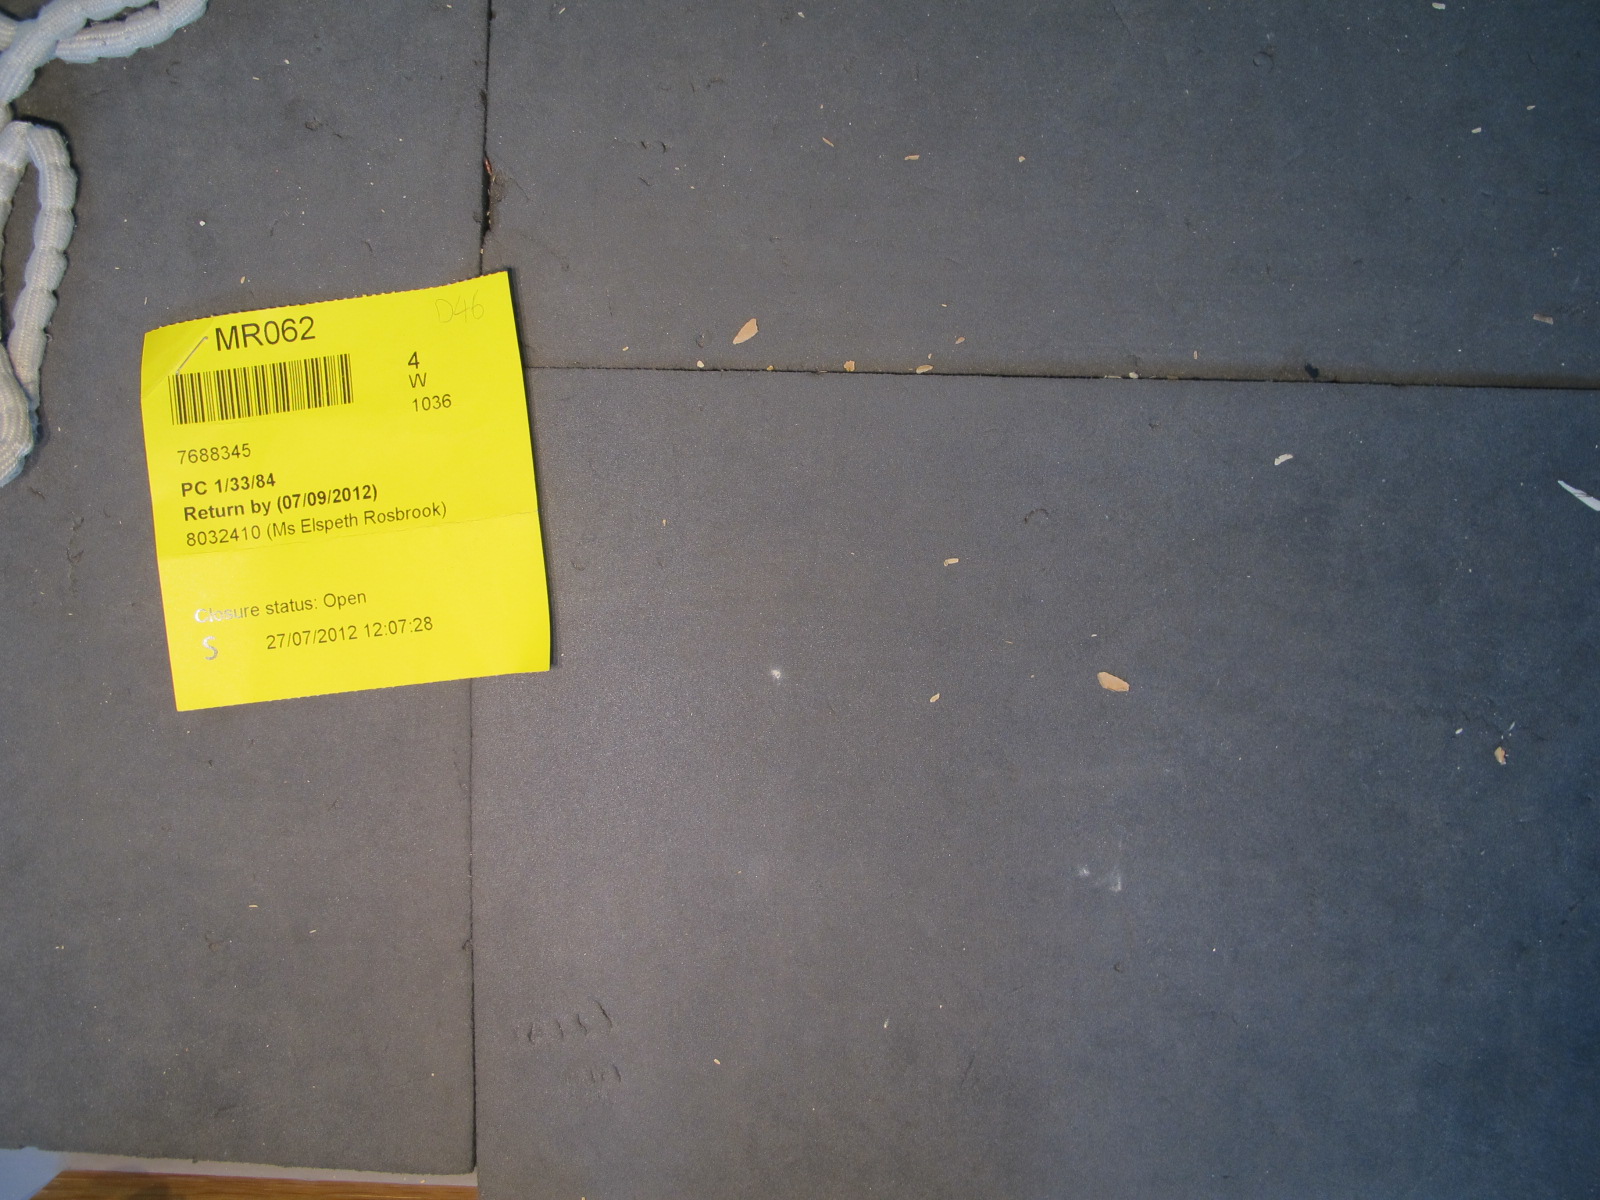 D46
MR062
4
W
1036
7688345
PC 1/33/84
Return by (07/09/2012)
8032410 (Ms Elspeth Rosbrook)
Closure status: Open
S 27/07/2012 12:07:28